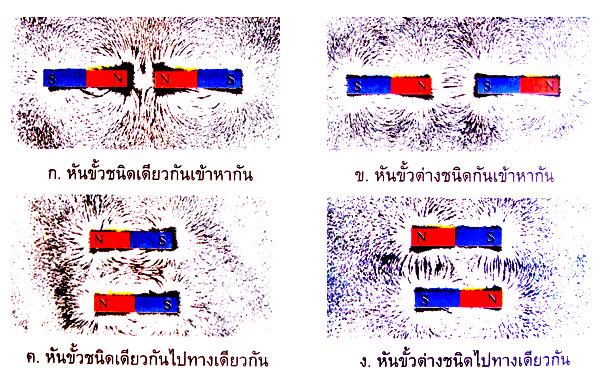 S N N S
S N S N
ก. หันขั้วชนิดเดียวกันเข้าหากัน
ข. หันขั้วต่างชนิดกันเข้าหากัน
N S
N S
N S
S N
ค. หันขั้วชนิดเดียวกันไปทางเดียวกัน
ง. หันขั้วต่างชนิดไปทางเดียวกัน